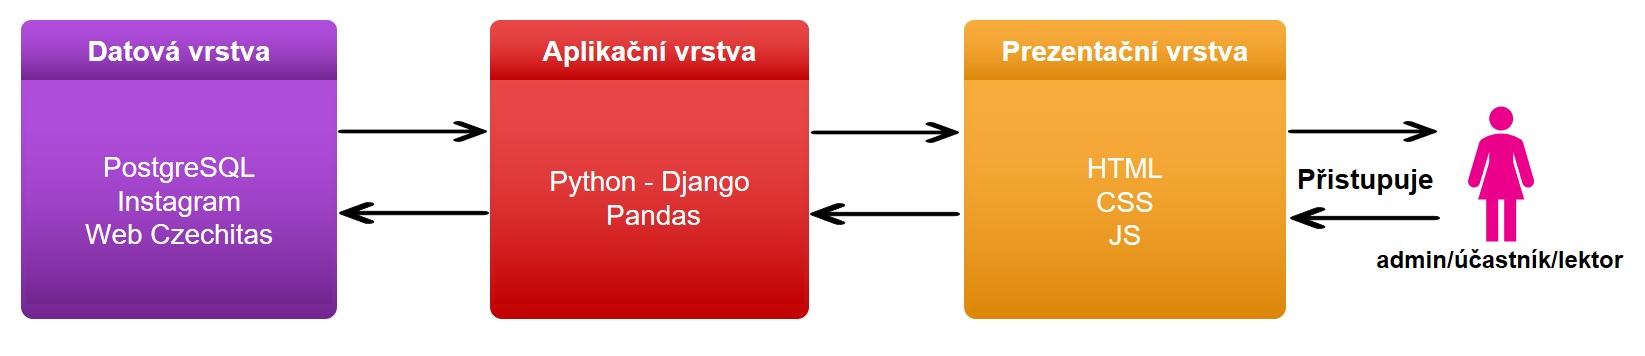 Datová vrstva
PostgreSQL
Instagram
Web Czechitas
Aplikační vrstva
Python - Django
Pandas
Prezentační vrstva
HTML
CSS
JS
Přistupuje
admin/účastník/lektor